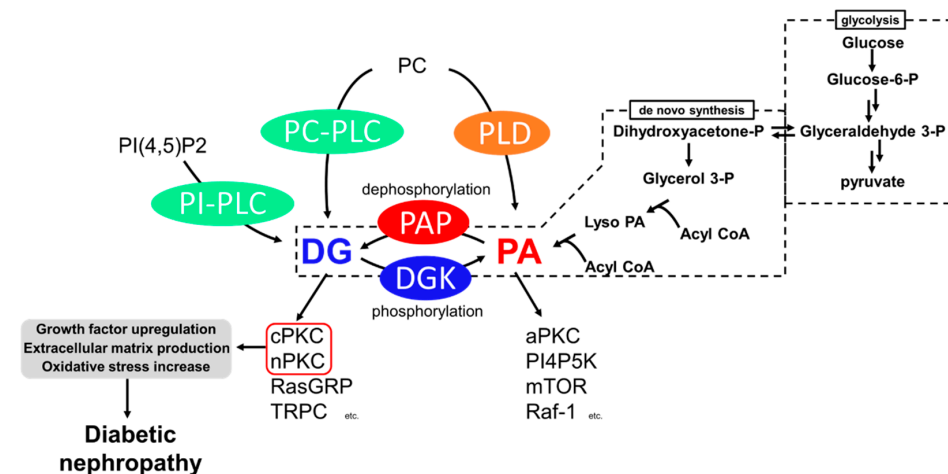 glycolysis
Glucose
Glucose-6-P
Glyceraldehyde 3-P
pyruvate
de novo synthesis
Dihydroxyacetone-P
Glycerol 3-P
Lyso PA
Acyl CoA
Acyl CoA
PC
PC-PLC
PLD
PI(4,5)P2
PI-PLC
dephosphorylation
PAP
DG
PA
DGK
phosphorylation
cPKC
nPKC
RasGRP
TRPC etc.
aPKC
PI4P5K
mTOR
Raf-1 etc.
Growth factor upregulation
Extracellular matrix production
Oxidative stress increase
Diabetic
nephropathy